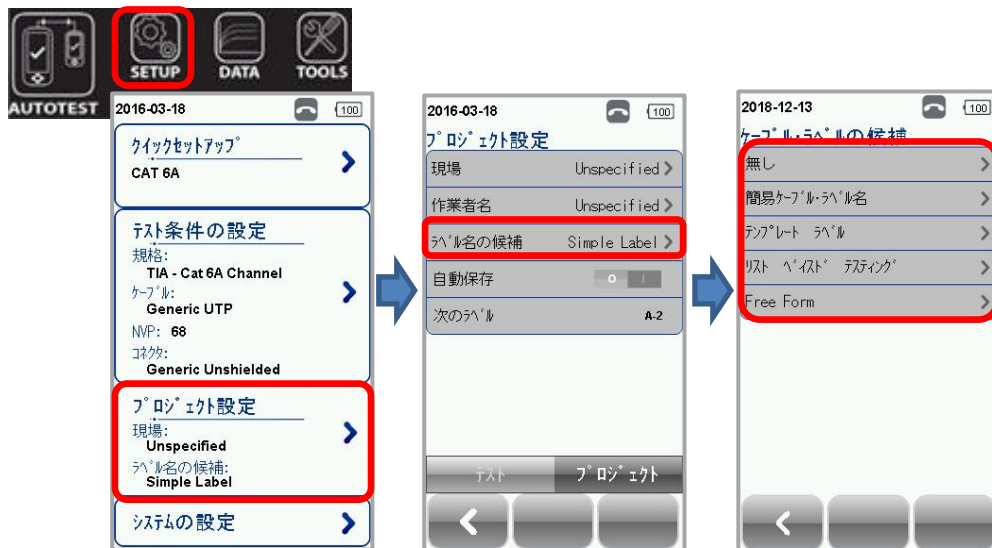 AUTOTEST
SETUP
DATA
TOOLS
2016-03-18
100
クイックセットアップ
CAT 6A
テスト条件の設定
規格:
TIA - Cat 6A Channel
ケーブル:
Generic UTP
NVP: 68
コネクタ:
Generic Unshielded
プロジェクト設定
現場:
Unspecified
ラベル名の候補:
Simple Label
システムの設定
2016-03-18
100
プロジェクト設定
現場 Unspecified
作業者名 Unspecified
ラベル名の候補 Simple Label
自動保存 O I
次のラベル A-2
テスト プロジェクト
2018-12-13
100
ケーブル・ラベルの候補
無し
簡易ケーブル・ラベル名
テンプレート ラベル
リスト ベイスド テスティング
Free Form